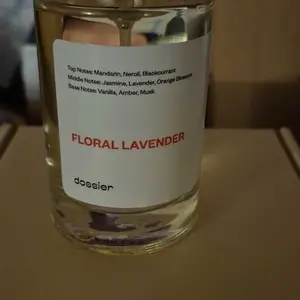 Top Notes: Mandarin, Neroli, Blackcurrant
Middle Notes: Jasmine, Lavender, Orange Blossom
Base Notes: Vanilla, Amber, Musk
FLORAL LAVENDER
dossier